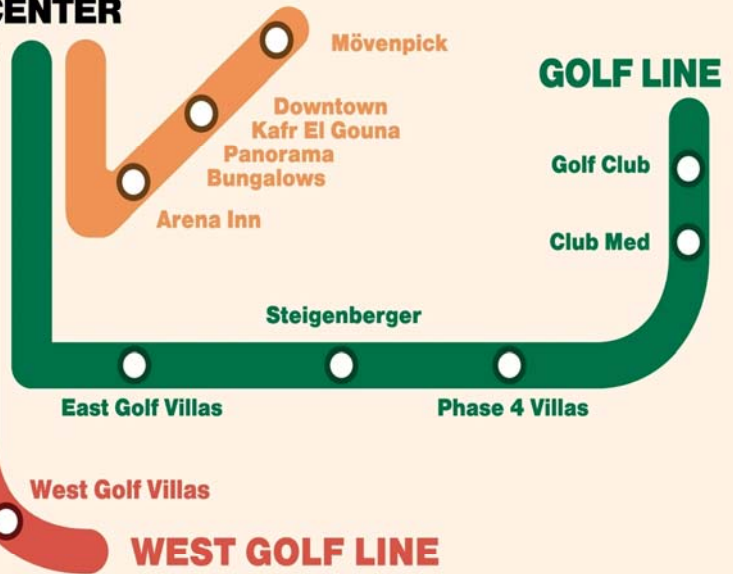 CENTER
Mövenpick
GOLF LINE
Downtown
Kafr El Gouna
Panorama
Bungalows
Arena Inn
Golf Club
Club Med
Steigenberger
East Golf Villas
Phase 4 Villas
West Golf Villas
WEST GOLF LINE